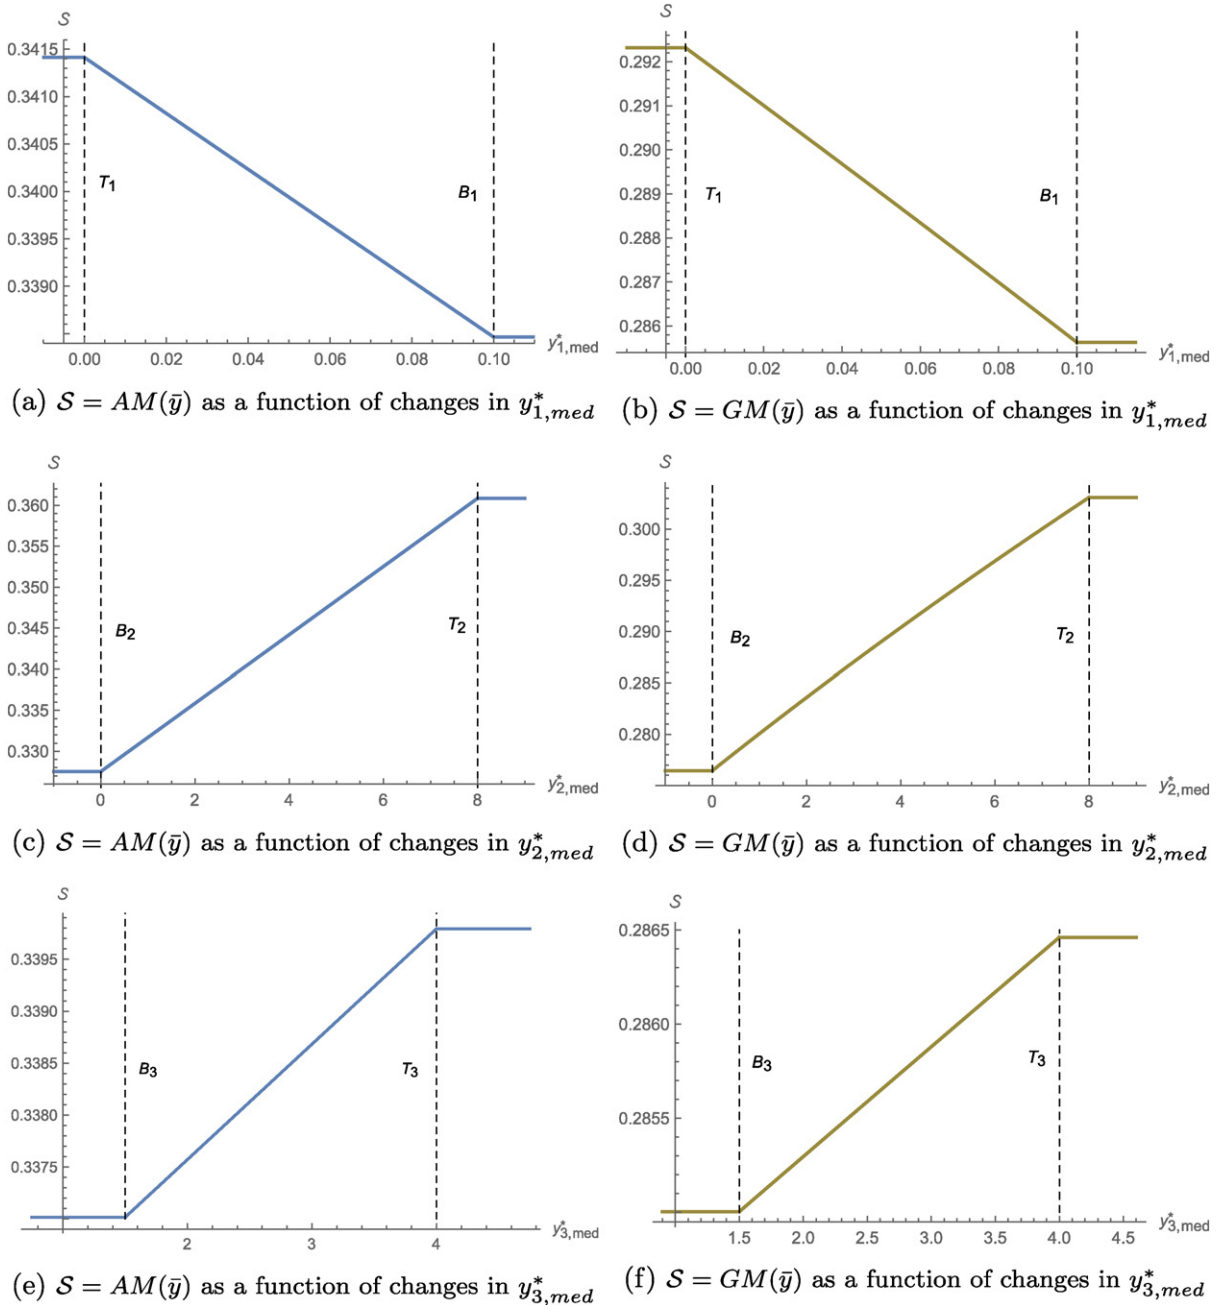 S
0.3415
0.3410
0.3405
0.3400
0.3395
0.3390
T1
B1
0.00 0.02 0.04 0.06 0.08 0.10
y*1,med
(a) S = AM(ȳ) as a function of changes in y*1,med
S
0.292
0.291
0.290
0.289
0.288
0.287
0.286
T1
B1
0.00 0.02 0.04 0.06 0.08 0.10
y*1,med
(b) S = GM(ȳ) as a function of changes in y*1,med
S
0.360
0.355
0.350
0.345
0.340
0.335
0.330
B2
T2
0 2 4 6 8
y*2,med
(c) S = AM(ȳ) as a function of changes in y*2,med
S
0.300
0.295
0.290
0.285
0.280
B2
T2
0 2 4 6 8
y*2,med
(d) S = GM(ȳ) as a function of changes in y*2,med
S
0.3395
0.3390
0.3385
0.3380
0.3375
B3
T3
2 3 4
y*3,med
(e) S = AM(ȳ) as a function of changes in y*3,med
S
0.2865
0.2860
0.2855
B3
T3
1.5 2.0 2.5 3.0 3.5 4.0 4.5
y*3,med
(f) S = GM(ȳ) as a function of changes in y*3,med